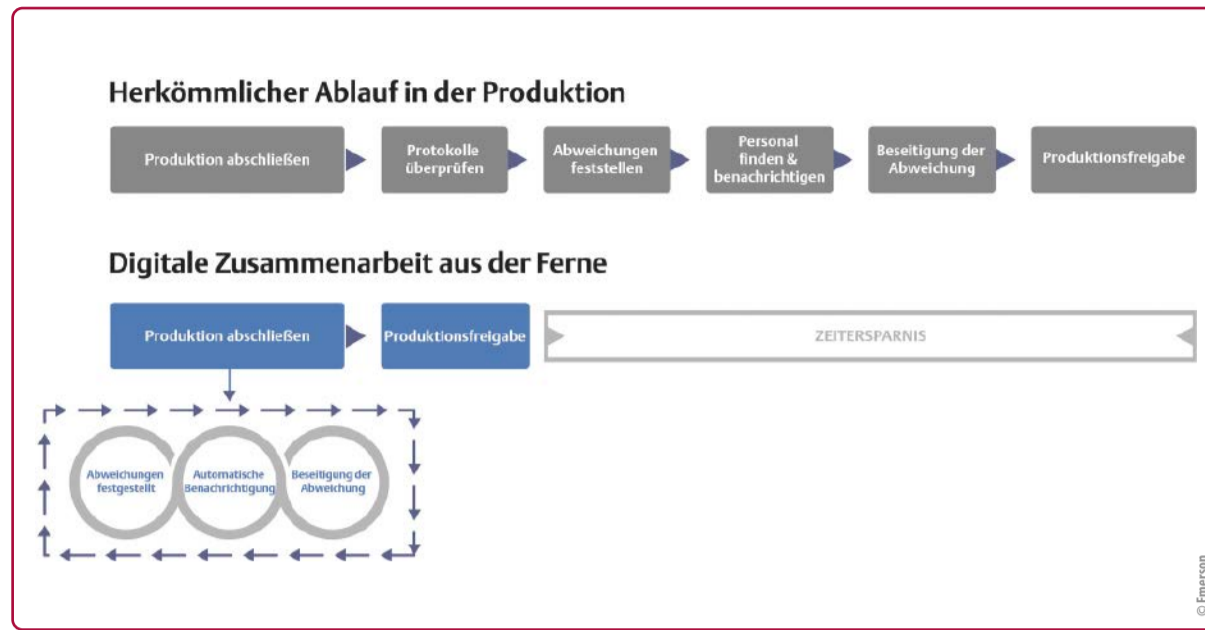 Herkömmlicher Ablauf in der Produktion
Produktion abschließen
Protokolle
überprüfen
Abweichungen
feststellen
Personal
finden &
benachrichtigen
Beseitigung der
Abweichung
Produktionsfreigabe
Digitale Zusammenarbeit aus der Ferne
Produktion abschließen
Produktionsfreigabe
ZEITERSPARNIS
Abweichungen
festgestellt
Automatische
Benachrichtigung
Beseitigung der
Abweichung
© Emerson